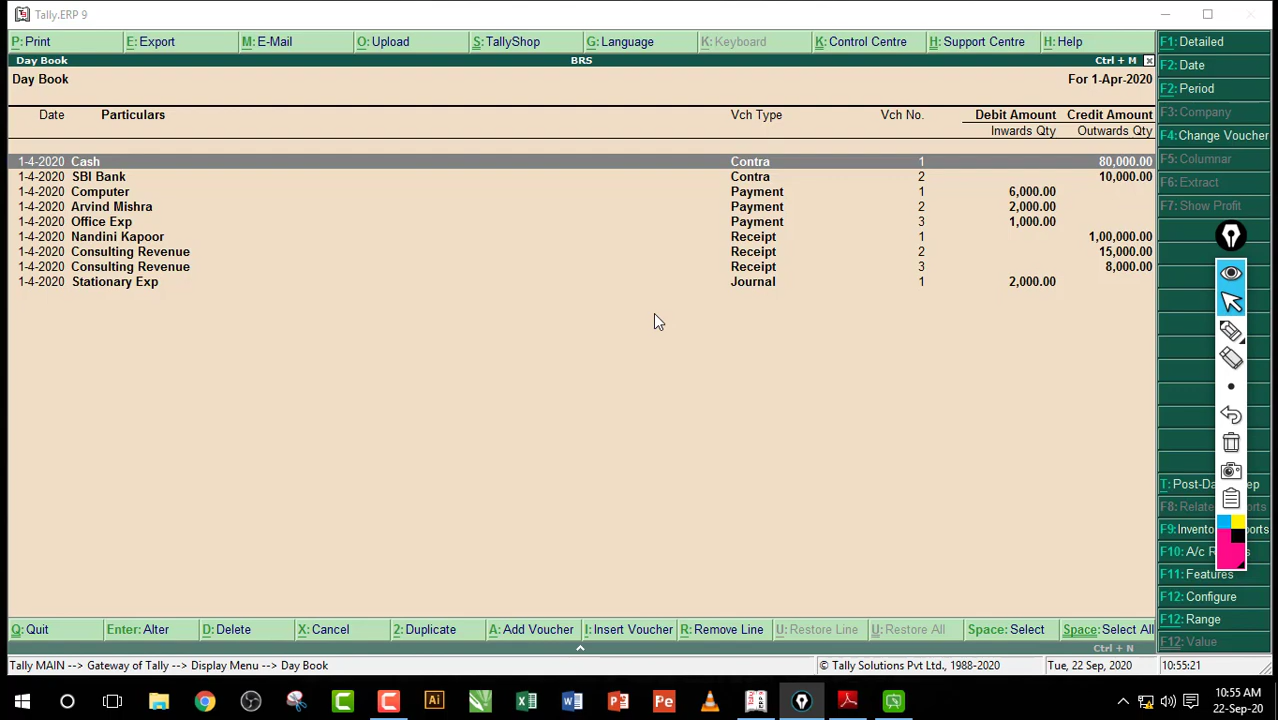 Tally.ERP 9
P: Print E: Export M: E-Mail O: Upload S: TallyShop G: Language K: Keyboard K: Control Centre H: Support Centre H: Help
F1: Detailed
F2: Date
F2: Period
F3: Company
F4: Change Voucher
F5: Columnar
F6: Extract
F7: Show Profit
Day Book BRS Ctrl + M
Day Book For 1-Apr-2020
Date Particulars Vch Type Vch No. Debit Amount Credit Amount
Inwards Qty Outwards Qty
1-4-2020 Cash Contra 1 80,000.00
1-4-2020 SBI Bank Contra 2 10,000.00
1-4-2020 Computer Payment 1 6,000.00
1-4-2020 Arvind Mishra Payment 2 2,000.00
1-4-2020 Office Exp Payment 3 1,000.00
1-4-2020 Nandini Kapoor Receipt 1 1,00,000.00
1-4-2020 Consulting Revenue Receipt 2 15,000.00
1-4-2020 Consulting Revenue Receipt 3 8,000.00
1-4-2020 Stationary Exp Journal 1 2,000.00
T:
F8:
F9:
F10: A/c
F11: Features
F12: Configure
F12: Range
F12: Value
Q: Quit Enter: Alter D: Delete X: Cancel 2: Duplicate A: Add Voucher I: Insert Voucher R: Remove Line U: Restore Line U: Restore All Space: Select Space: Select All
Ctrl + N
Tally MAIN --> Gateway of Tally --> Display Menu --> Day Book © Tally Solutions Pvt Ltd., 1988-2020 Tue, 22 Sep, 2020 10:55:21
10:55 AM
22-Sep-20